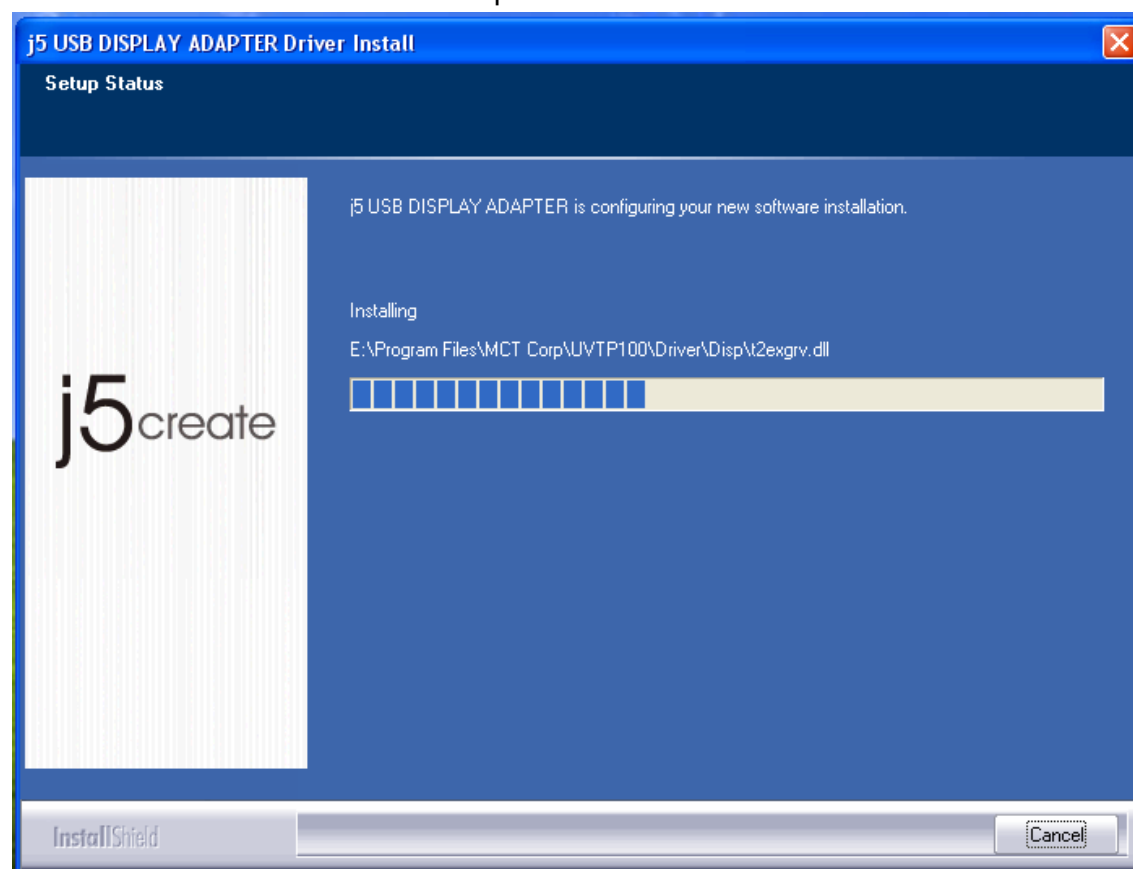 j5 USB DISPLAY ADAPTER Driver Install
Setup Status
j5 USB DISPLAY ADAPTER is configuring your new software installation.
Installing
E:\Program Files\MCT Corp\UVTP100\Driver\Disp\t2exgrv.dll
j5create
InstallShield
Cancel